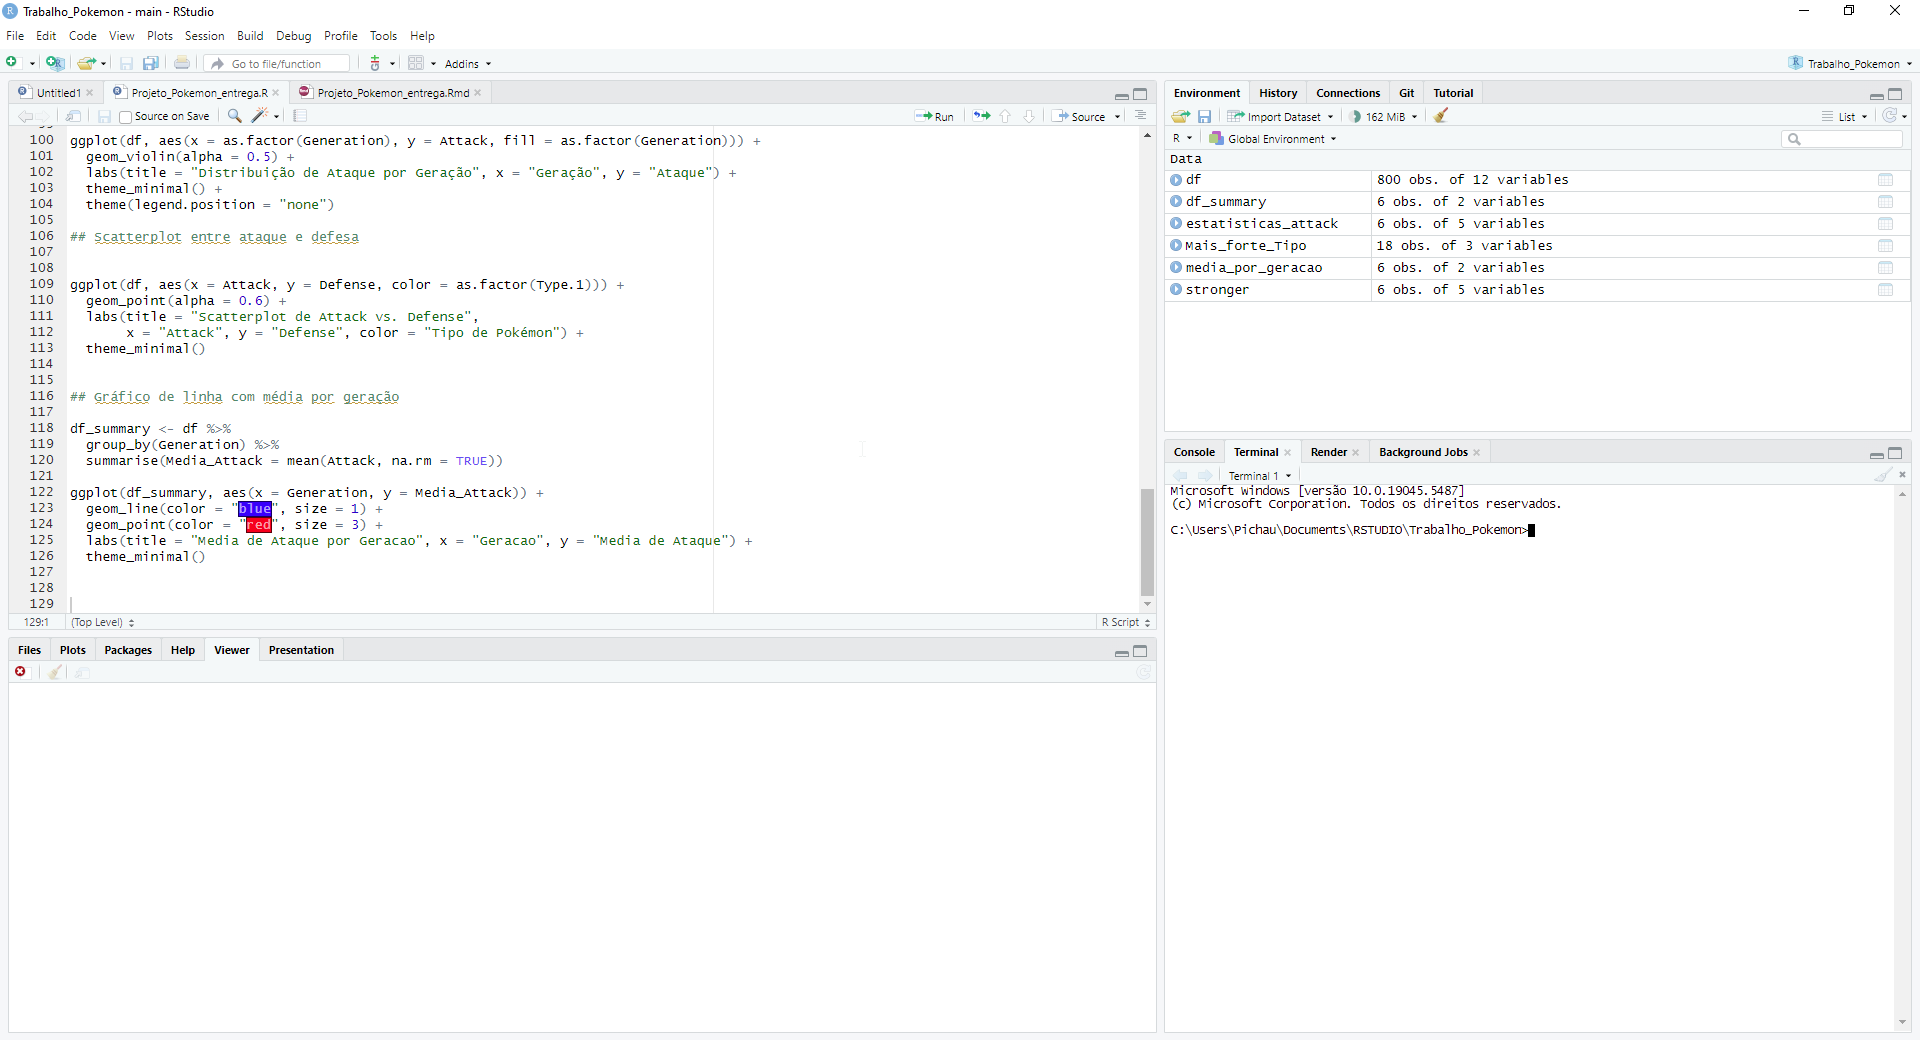 Trabalho_Pokemon - main - RStudio
File Edit Code View Plots Session Build Debug Profile Tools Help
Go to file/function Addins Trabalho_Pokemon
Untitled1 Projeto_Pokemon_entrega.R Projeto_Pokemon_entrega.Rmd
Source on Save Run Source
100 ggplot(df, aes(x = as.factor(Generation), y = Attack, fill = as.factor(Generation))) +
101 geom_violin(alpha = 0.5) +
102 labs(title = "Distribuição de Ataque por Geração", x = "Geração", y = "Ataque") +
103 theme_minimal() +
104 theme(legend.position = "none")
105
106 ## Scatterplot entre ataque e defesa
107
108
109 ggplot(df, aes(x = Attack, y = Defense, color = as.factor(Type.1))) +
110 geom_point(alpha = 0.6) +
111 labs(title = "Scatterplot de Attack vs. Defense",
112 x = "Attack", y = "Defense", color = "Tipo de Pokémon") +
113 theme_minimal()
114
115
116 ## Gráfico de linha com média por geração
117
118 df_summary <- df %>%
119 group_by(Generation) %>%
120 summarise(Media_Attack = mean(Attack, na.rm = TRUE))
121
122 ggplot(df_summary, aes(x = Generation, y = Media_Attack)) +
123 geom_line(color = "blue", size = 1) +
124 geom_point(color = "red", size = 3) +
125 labs(title = "Media de Ataque por Geracao", x = "Geracao", y = "Media de Ataque") +
126 theme_minimal()
127
128
129
129:1 (Top Level) R Script
Files Plots Packages Help Viewer Presentation
Environment History Connections Git Tutorial
Import Dataset 162 MiB List
R Global Environment
Data
df 800 obs. of 12 variables
df_summary 6 obs. of 2 variables
estatisticas_attack 6 obs. of 5 variables
Mais_forte_Tipo 18 obs. of 3 variables
media_por_geracao 6 obs. of 2 variables
stronger 6 obs. of 5 variables
Console Terminal Render Background Jobs
Terminal 1
Microsoft Windows [versão 10.0.19045.5487]
(c) Microsoft Corporation. Todos os direitos reservados.
C:\Users\Pichau\Documents\RSTUDIO\Trabalho_Pokemon>